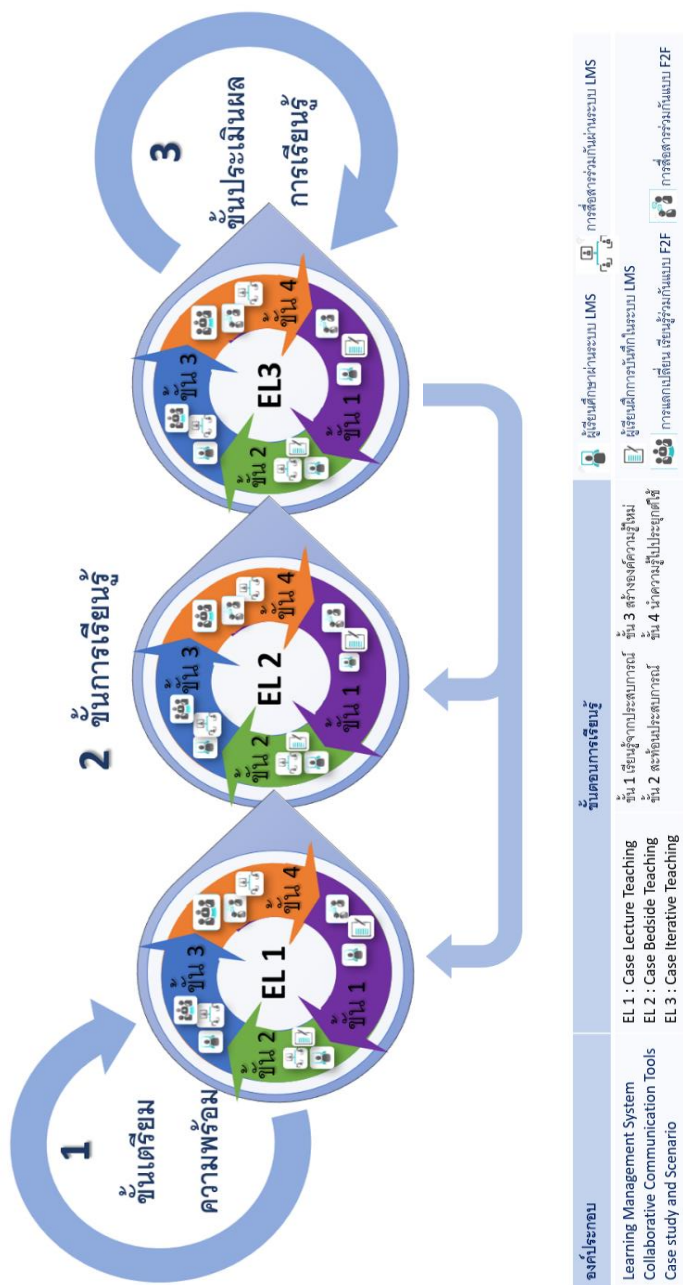 1
ขั้นเตรียม
ความพร้อม
2 ขั้นการเรียนรู้
3
ขั้นประเมินผล
การเรียนรู้
EL 1
ขั้น 1
ขั้น 2
ขั้น 3
ขั้น 4
EL 2
ขั้น 1
ขั้น 2
ขั้น 3
ขั้น 4
EL3
ขั้น 1
ขั้น 2
ขั้น 3
ขั้น 4
องค์ประกอบ
Learning Management System
Collaborative Communication Tools
Case study and Scenario
ขั้นตอนการเรียนรู้
EL 1 : Case Lecture Teaching
EL 2 : Case Bedside Teaching
EL 3 : Case Iterative Teaching
ขั้น 1 เรียนรู้จากประสบการณ์
ขั้น 2 สะท้อนประสบการณ์
ขั้น 3 สร้างองค์ความรู้ใหม่
ขั้น 4 นำความรู้ไปประยุกต์ใช้
ผู้เรียนศึกษาผ่านระบบ LMS
การสื่อสารร่วมกันผ่านระบบ LMS
ผู้เรียนฝึกการบันทึกในระบบ LMS
การแลกเปลี่ยน เรียนรู้ร่วมกันแบบ F2F
การสื่อสารร่วมกันแบบ F2F